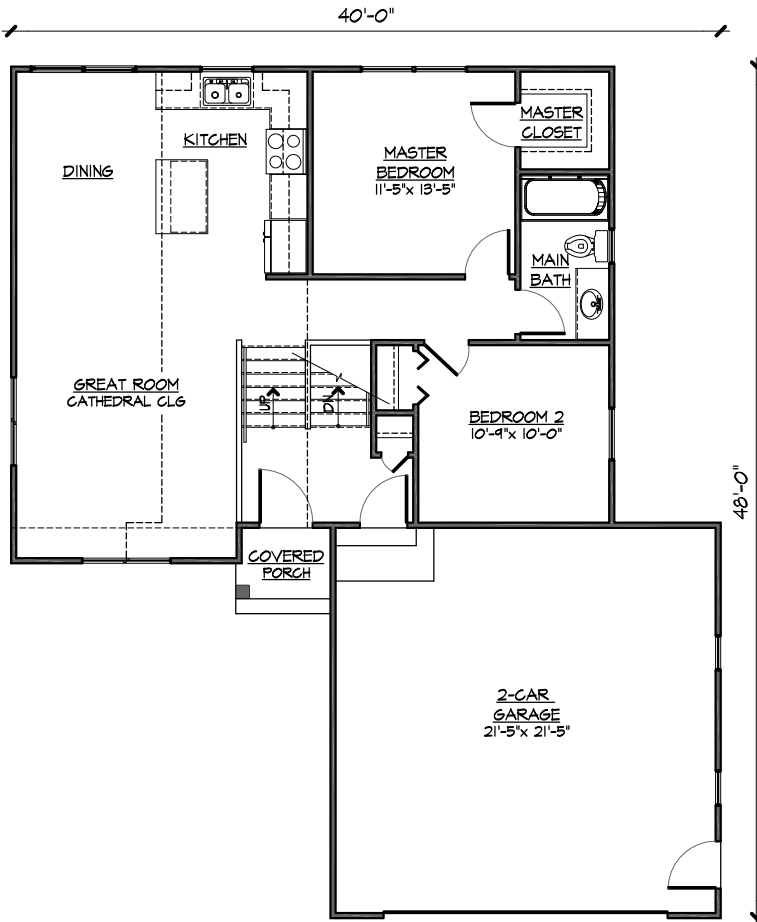 40'-0"
MASTER
CLOSET
KITCHEN
MASTER
BEDROOM
11'-5"x 13'-5"
DINING
MAIN
BATH
GREAT ROOM
CATHEDRAL CLG
UP
DN
BEDROOM 2
10'-9"x 10'-0"
48'-0"
COVERED
PORCH
2-CAR
GARAGE
21'-5"x 21'-5"